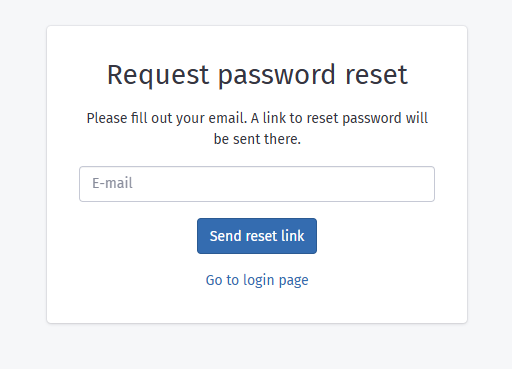 Request password reset
Please fill out your email. A link to reset password will
be sent there.
E-mail
Send reset link
Go to login page